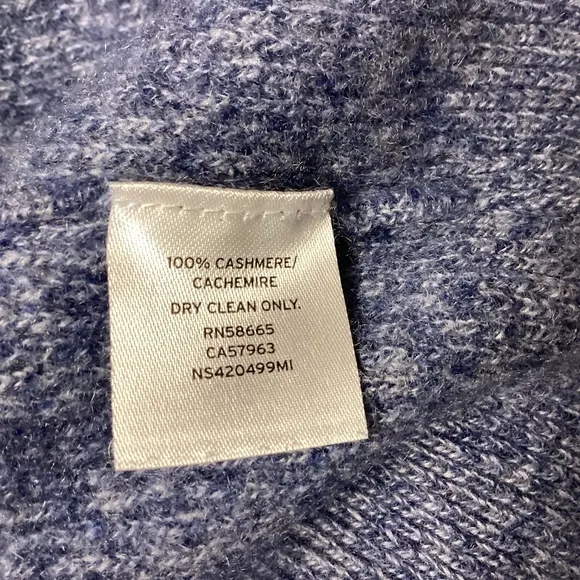 100% CASHMERE/
CACHEMIRE
DRY CLEAN ONLY.
RN58665
CA57963
NS420499MI